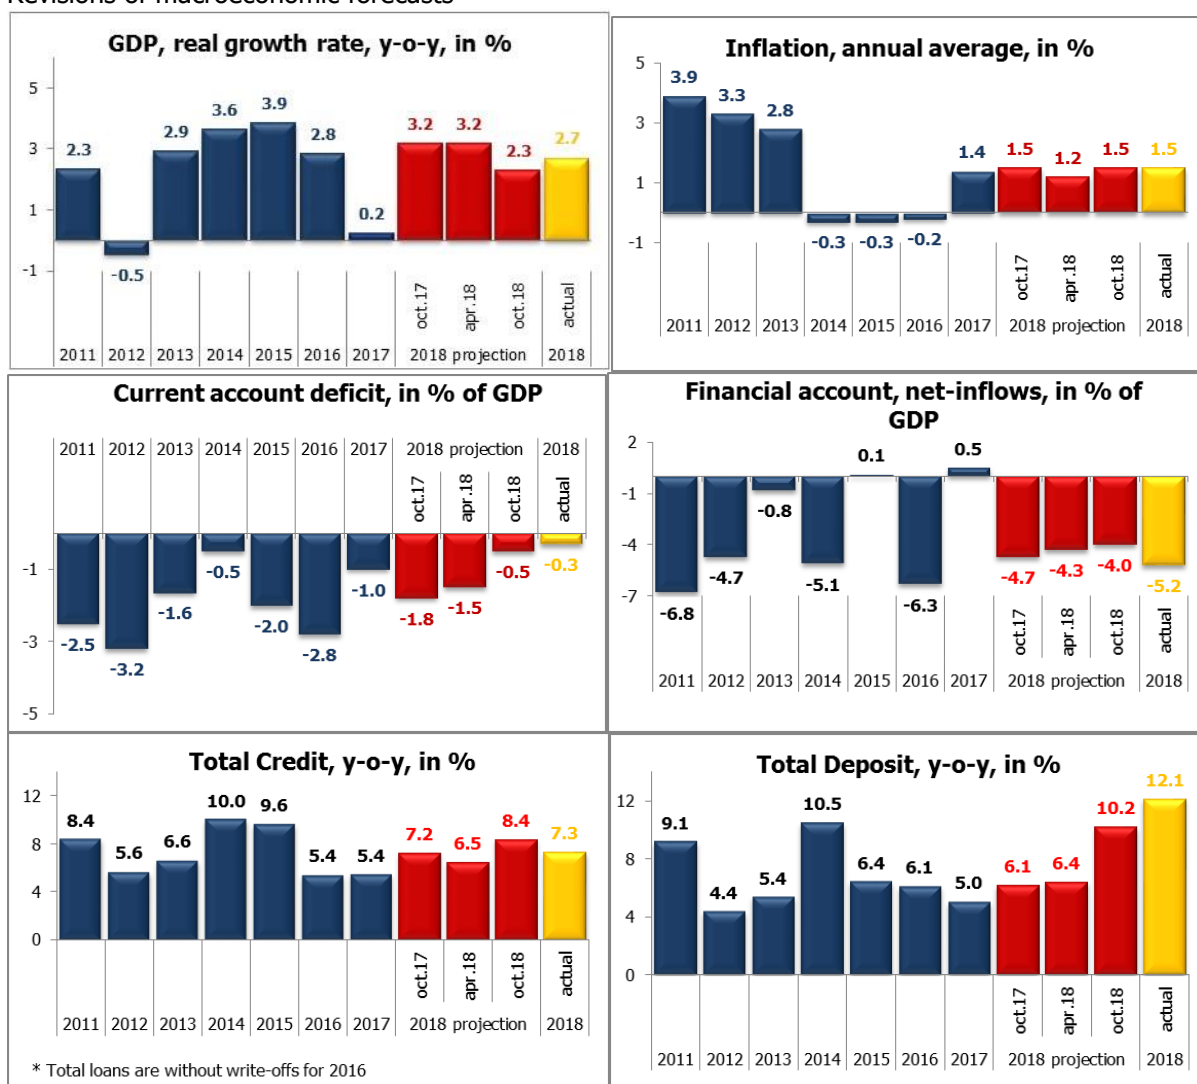 Revisions of macroeconomic forecasts
GDP, real growth rate, y-o-y, in %
5
3
1
-1
2.3
-0.5
2.9
3.6
3.9
2.8
0.2
3.2
3.2
2.3
2.7
oct.17
apr.18
oct.18
actual
2011 2012 2013 2014 2015 2016 2017 2018 projection 2018
Inflation, annual average, in %
5
3
1
-1
3.9
3.3
2.8
-0.3
-0.3
-0.2
1.4
1.5
1.2
1.5
1.5
oct.17
apr.18
oct.18
actual
2011 2012 2013 2014 2015 2016 2017 2018 projection 2018
Current account deficit, in % of GDP
2011 2012 2013 2014 2015 2016 2017 2018 projection 2018
oct.17
apr.18
oct.18
actual
-1
-3
-5
-2.5
-3.2
-1.6
-0.5
-2.0
-2.8
-1.0
-1.8
-1.5
-0.5
-0.3
Financial account, net-inflows, in % of
GDP
2
-1
-4
-7
-6.8
-4.7
-0.8
-5.1
0.1
-6.3
0.5
-4.7
-4.3
-4.0
-5.2
oct.17
apr.18
oct.18
actual
2011 2012 2013 2014 2015 2016 2017 2018 projection 2018
Total Credit, y-o-y, in %
12
8
4
0
8.4
5.6
6.6
10.0
9.6
5.4
5.4
7.2
6.5
8.4
7.3
oct.17
apr.18
oct.18
actual
2011 2012 2013 2014 2015 2016 2017 2018 projection 2018
* Total loans are without write-offs for 2016
Total Deposit, y-o-y, in %
12
8
4
0
9.1
4.4
5.4
10.5
6.4
6.1
5.0
6.1
6.4
10.2
12.1
oct.17
apr.18
oct.18
actual
2011 2012 2013 2014 2015 2016 2017 2018 projection 2018